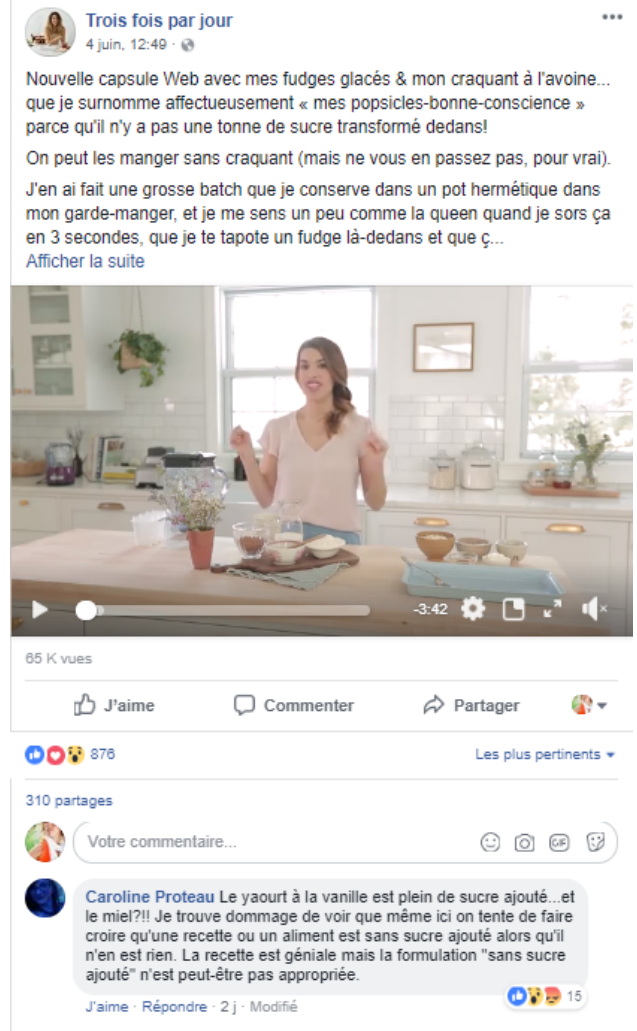 Trois fois par jour
4 juin, 12:49 ·
Nouvelle capsule Web avec mes fudges glacés & mon craquant à l'avoine...
que je surnomme affectueusement « mes popsicles-bonne-conscience »
parce qu'il n'y a pas une tonne de sucre transformé dedans!
On peut les manger sans craquant (mais ne vous en passez pas, pour vrai).
J'en ai fait une grosse batch que je conserve dans un pot hermétique dans
mon garde-manger, et je me sens un peu comme la queen quand je sors ça
en 3 secondes, que je te tapote un fudge là-dedans et que ç...
Afficher la suite
-3:42
65 K vues
J'aime Commenter Partager
876 Les plus pertinents
310 partages
Votre commentaire... GIF
Caroline Proteau Le yaourt à la vanille est plein de sucre ajouté...et
le miel?!! Je trouve dommage de voir que même ici on tente de faire
croire qu'une recette ou un aliment est sans sucre ajouté alors qu'il
n'en est rien. La recette est géniale mais la formulation "sans sucre
ajouté" n'est peut-être pas appropriée.
15
J'aime · Répondre · 2 j · Modifié